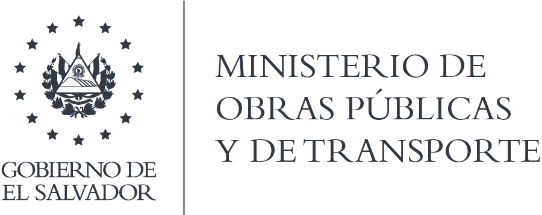 GOBIERNO DE
EL SALVADOR
MINISTERIO DE
OBRAS PÚBLICAS
Y DE TRANSPORTE